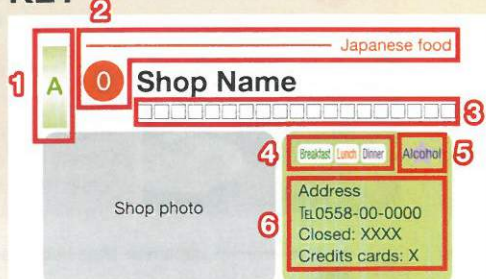 2
Japanese food
1
A
0
Shop Name
□□□□□□□□□□□□□□□□□□□□
3
4
Breakfast Lunch Dinner
Alcohol
5
Shop photo
6
Address
TEL0558-00-0000
Closed: XXXX
Credits cards: X